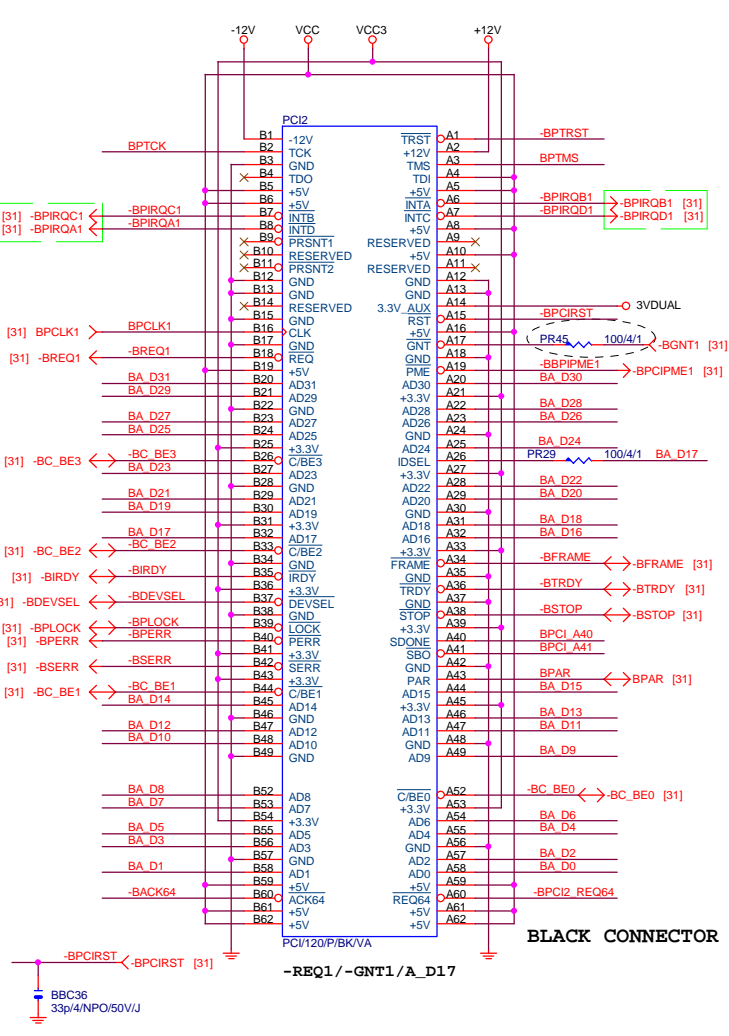 -12V VCC VCC3 +12V
PCI2
B1 -12V TRST A1 -BPTRST
BPTCK B2 TCK +12V A2
B3 GND TMS A3 BPTMS
B4 TDO TDI A4
B5 +5V +5V A5
B6 +5V INTA A6 -BPIRQB1 -BPIRQB1 [31]
[31] -BPIRQC1 -BPIRQC1 B7 INTB INTC A7 -BPIRQD1 -BPIRQD1 [31]
[31] -BPIRQA1 -BPIRQA1 B8 INTD +5V A8
B9 PRSNT1 RESERVED A9
B10 RESERVED +5V A10
B11 PRSNT2 RESERVED A11
B12 GND GND A12
B13 GND GND A13
B14 RESERVED 3.3V_AUX A14 3VDUAL
B15 GND RST A15 -BPCIRST
[31] BPCLK1 BPCLK1 B16 CLK +5V A16
B17 GND GNT A17 PR45 100/4/1 -BGNT1 [31]
[31] -BREQ1 -BREQ1 B18 REQ GND A18
B19 +5V PME A19 -BBPIPME1 -BPCIPME1 [31]
BA_D31 B20 AD31 AD30 A20 BA_D30
BA_D29 B21 AD29 +3.3V A21
B22 GND AD28 A22 BA_D28
BA_D27 B23 AD27 AD26 A23 BA_D26
BA_D25 B24 AD25 GND A24
B25 +3.3V AD24 A25 BA_D24
[31] -BC_BE3 -BC_BE3 B26 C/BE3 IDSEL A26 PR29 100/4/1 BA_D17
BA_D23 B27 AD23 +3.3V A27
B28 GND AD22 A28 BA_D22
BA_D21 B29 AD21 AD20 A29 BA_D20
BA_D19 B30 AD19 GND A30
B31 +3.3V AD18 A31 BA_D18
BA_D17 B32 AD17 AD16 A32 BA_D16
[31] -BC_BE2 -BC_BE2 B33 C/BE2 +3.3V A33
B34 GND FRAME A34 -BFRAME -BFRAME [31]
[31] -BIRDY -BIRDY B35 IRDY GND A35
B36 +3.3V TRDY A36 -BTRDY -BTRDY [31]
31] -BDEVSEL -BDEVSEL B37 DEVSEL GND A37
B38 GND STOP A38 -BSTOP -BSTOP [31]
[31] -BPLOCK -BPLOCK B39 LOCK +3.3V A39
[31] -BPERR -BPERR B40 PERR SDONE A40 BPCI_A40
B41 +3.3V SBO A41 BPCI_A41
[31] -BSERR -BSERR B42 SERR GND A42
B43 +3.3V PAR A43 BPAR BPAR [31]
[31] -BC_BE1 -BC_BE1 B44 C/BE1 AD15 A44 BA_D15
BA_D14 B45 AD14 +3.3V A45
B46 GND AD13 A46 BA_D13
BA_D12 B47 AD12 AD11 A47 BA_D11
BA_D10 B48 AD10 GND A48
B49 GND AD9 A49 BA_D9
BA_D8 B52 AD8 C/BE0 A52 -BC_BE0 -BC_BE0 [31]
BA_D7 B53 AD7 +3.3V A53
B54 +3.3V AD6 A54 BA_D6
BA_D5 B55 AD5 AD4 A55 BA_D4
BA_D3 B56 AD3 GND A56
B57 GND AD2 A57 BA_D2
BA_D1 B58 AD1 AD0 A58 BA_D0
B59 +5V +5V A59
-BACK64 B60 ACK64 REQ64 A60 -BPCI2_REQ64
B61 +5V +5V A61
B62 +5V +5V A62
PCI/120/P/BK/VA
BLACK CONNECTOR
-REQ1/-GNT1/A_D17
-BPCIRST -BPCIRST [31]
BBC36
33p/4/NPO/50V/J